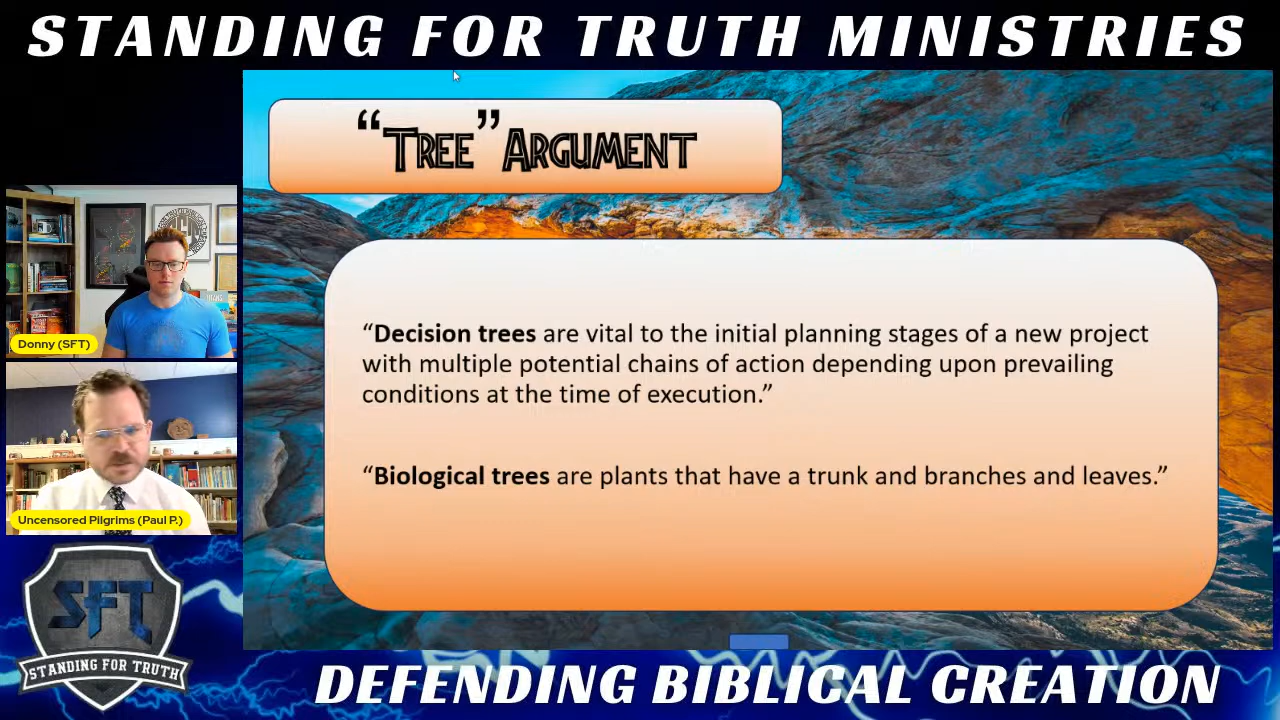 STANDING FOR TRUTH MINISTRIES
“TREE” ARGUMENT
“Decision trees are vital to the initial planning stages of a new project
with multiple potential chains of action depending upon prevailing
conditions at the time of execution.”
“Biological trees are plants that have a trunk and branches and leaves.”
Donny (SFT)
Uncensored Pilgrims (Paul P.)
SFT
STANDING FOR TRUTH
DEFENDING BIBLICAL CREATION